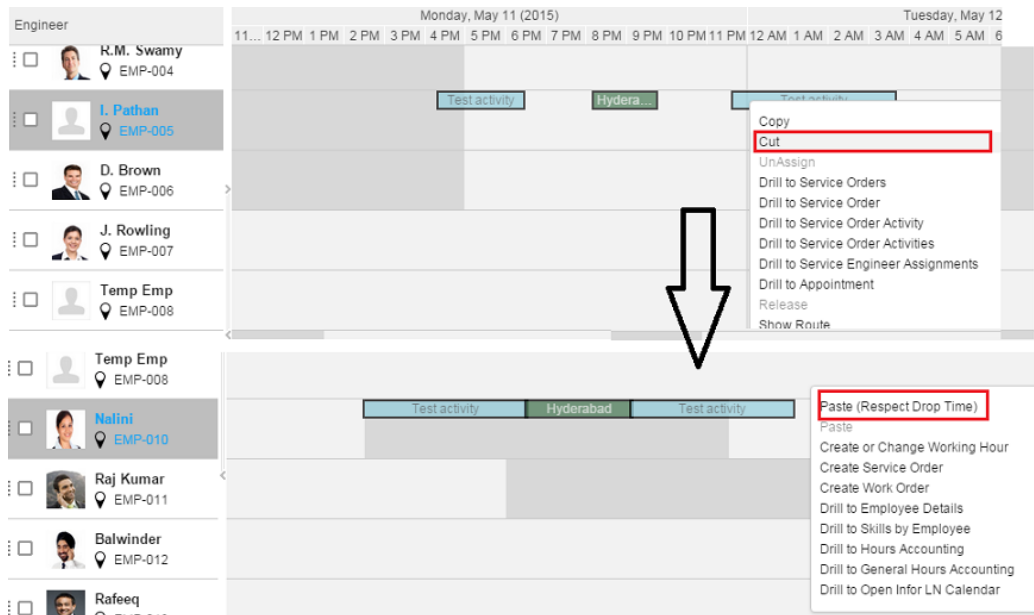 Engineer
Monday, May 11 (2015) Tuesday, May 12
11... 12 PM 1 PM 2 PM 3 PM 4 PM 5 PM 6 PM 7 PM 8 PM 9 PM 10 PM 11 PM 12 AM 1 AM 2 AM 3 AM 4 AM 5 AM 6
R.M. Swamy
EMP-004
I. Pathan
EMP-005
Test activity Hydera... Test activity
D. Brown
EMP-006
J. Rowling
EMP-007
Temp Emp
EMP-008
Copy
Cut
UnAssign
Drill to Service Orders
Drill to Service Order
Drill to Service Order Activity
Drill to Service Order Activities
Drill to Service Engineer Assignments
Drill to Appointment
Release
Show Route
Temp Emp
EMP-008
Nalini
EMP-010
Test activity Hyderabad Test activity
Raj Kumar
EMP-011
Balwinder
EMP-012
Rafeeq
Paste (Respect Drop Time)
Paste
Create or Change Working Hour
Create Service Order
Create Work Order
Drill to Employee Details
Drill to Skills by Employee
Drill to Hours Accounting
Drill to General Hours Accounting
Drill to Open Infor LN Calendar